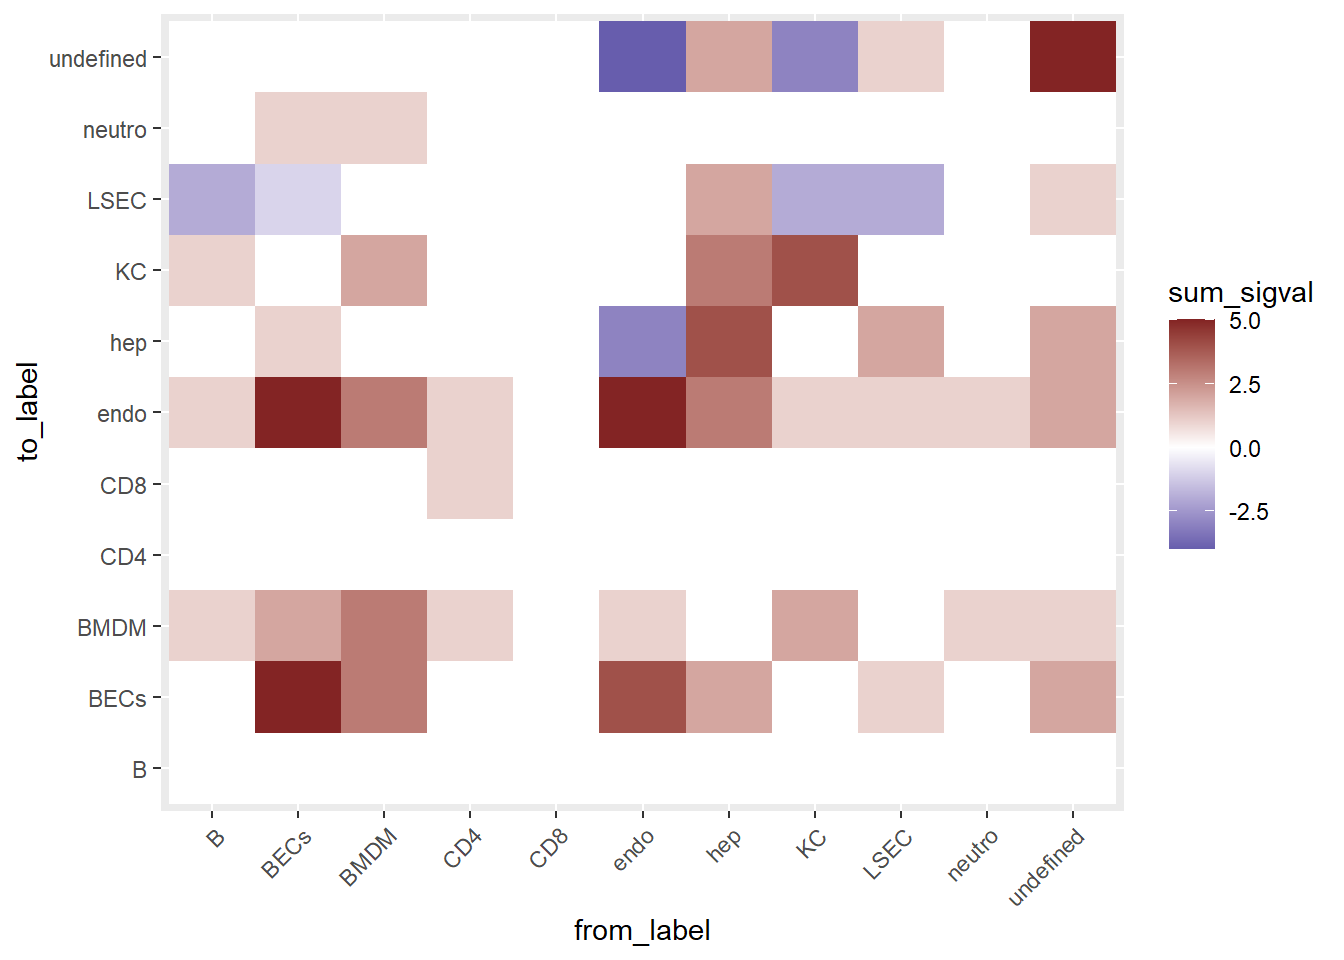 undefined
neutro
LSEC
KC
hep
endo
CD8
CD4
BMDM
BECs
B
to_label
B
BECs
BMDM
CD4
CD8
endo
hep
KC
LSEC
neutro
undefined
from_label
sum_sigval
5.0
2.5
0.0
-2.5